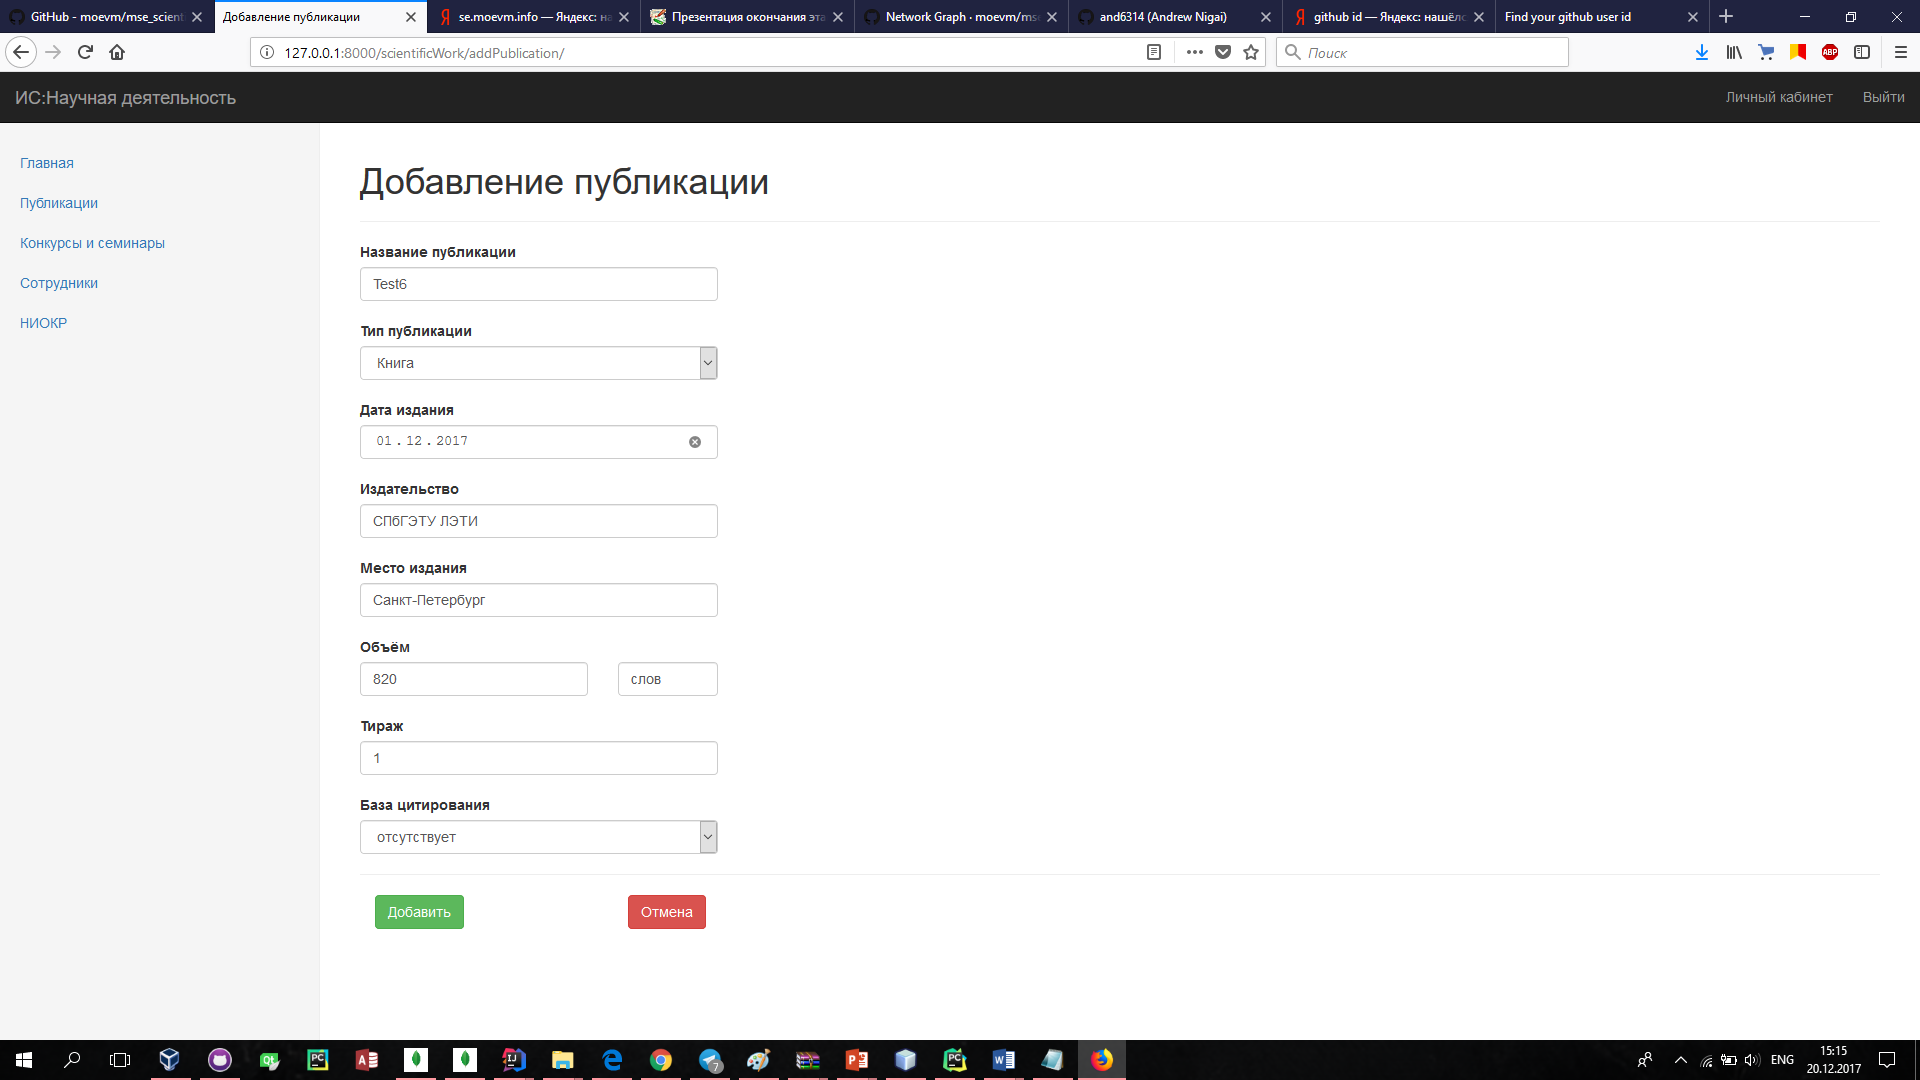 GitHub - moevm/mse_scient
Добавление публикации
se.moevm.info — Яндекс: на
Презентация окончания эта
Network Graph · moevm/mse
and6314 (Andrew Nigai)
github id — Яндекс: нашёлс
Find your github user id
127.0.0.1:8000/scientificWork/addPublication/
Поиск
ABP
ИС:Научная деятельность
Личный кабинет
Выйти
Главная
Публикации
Конкурсы и семинары
Сотрудники
НИОКР
Добавление публикации
Название публикации
Test6
Тип публикации
Книга
Дата издания
01 . 12 . 2017
Издательство
СПбГЭТУ ЛЭТИ
Место издания
Санкт-Петербург
Объём
820
слов
Тираж
1
База цитирования
отсутствует
Добавить
Отмена
ENG
15:15
20.12.2017